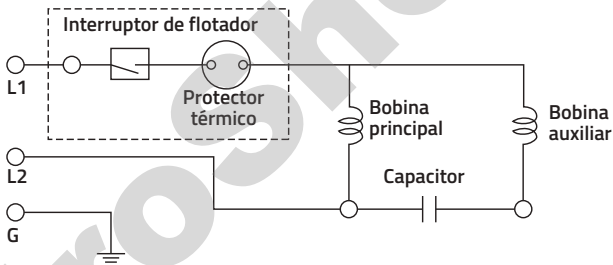 Interruptor de flotador
L1
Protector
térmico
Bobina
principal
Bobina
auxiliar
L2
Capacitor
G